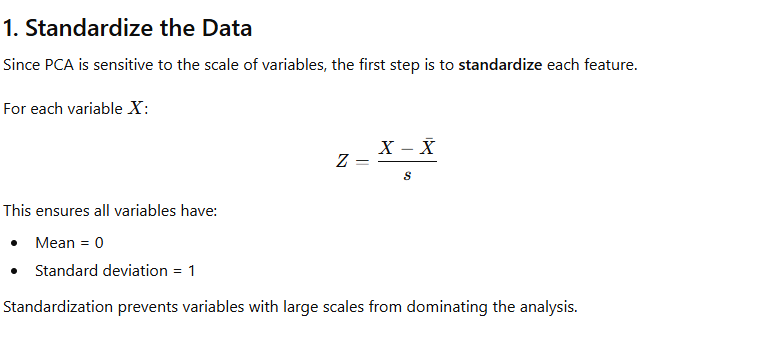 1. Standardize the Data
Since PCA is sensitive to the scale of variables, the first step is to standardize each feature.
For each variable X:
Z = (X − X̄) / s
This ensures all variables have:
• Mean = 0
• Standard deviation = 1
Standardization prevents variables with large scales from dominating the analysis.